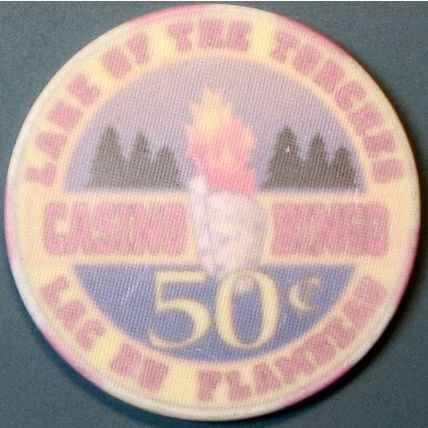 LAKE OF THE TORCHES
CASINO BINGO
50¢
LAC DU FLAMBEAU